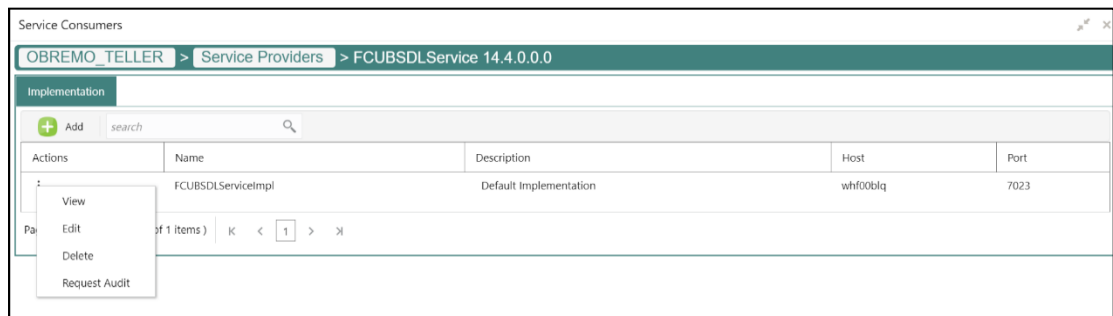 Service Consumers
OBREMO_TELLER > Service Providers > FCUBSDLService 14.4.0.0.0
Implementation
Add search
Actions Name Description Host Port
FCUBSDLServiceImpl Default Implementation whf00blq 7023
View
Edit
Delete
Request Audit
of 1 items ) K < 1 > >|